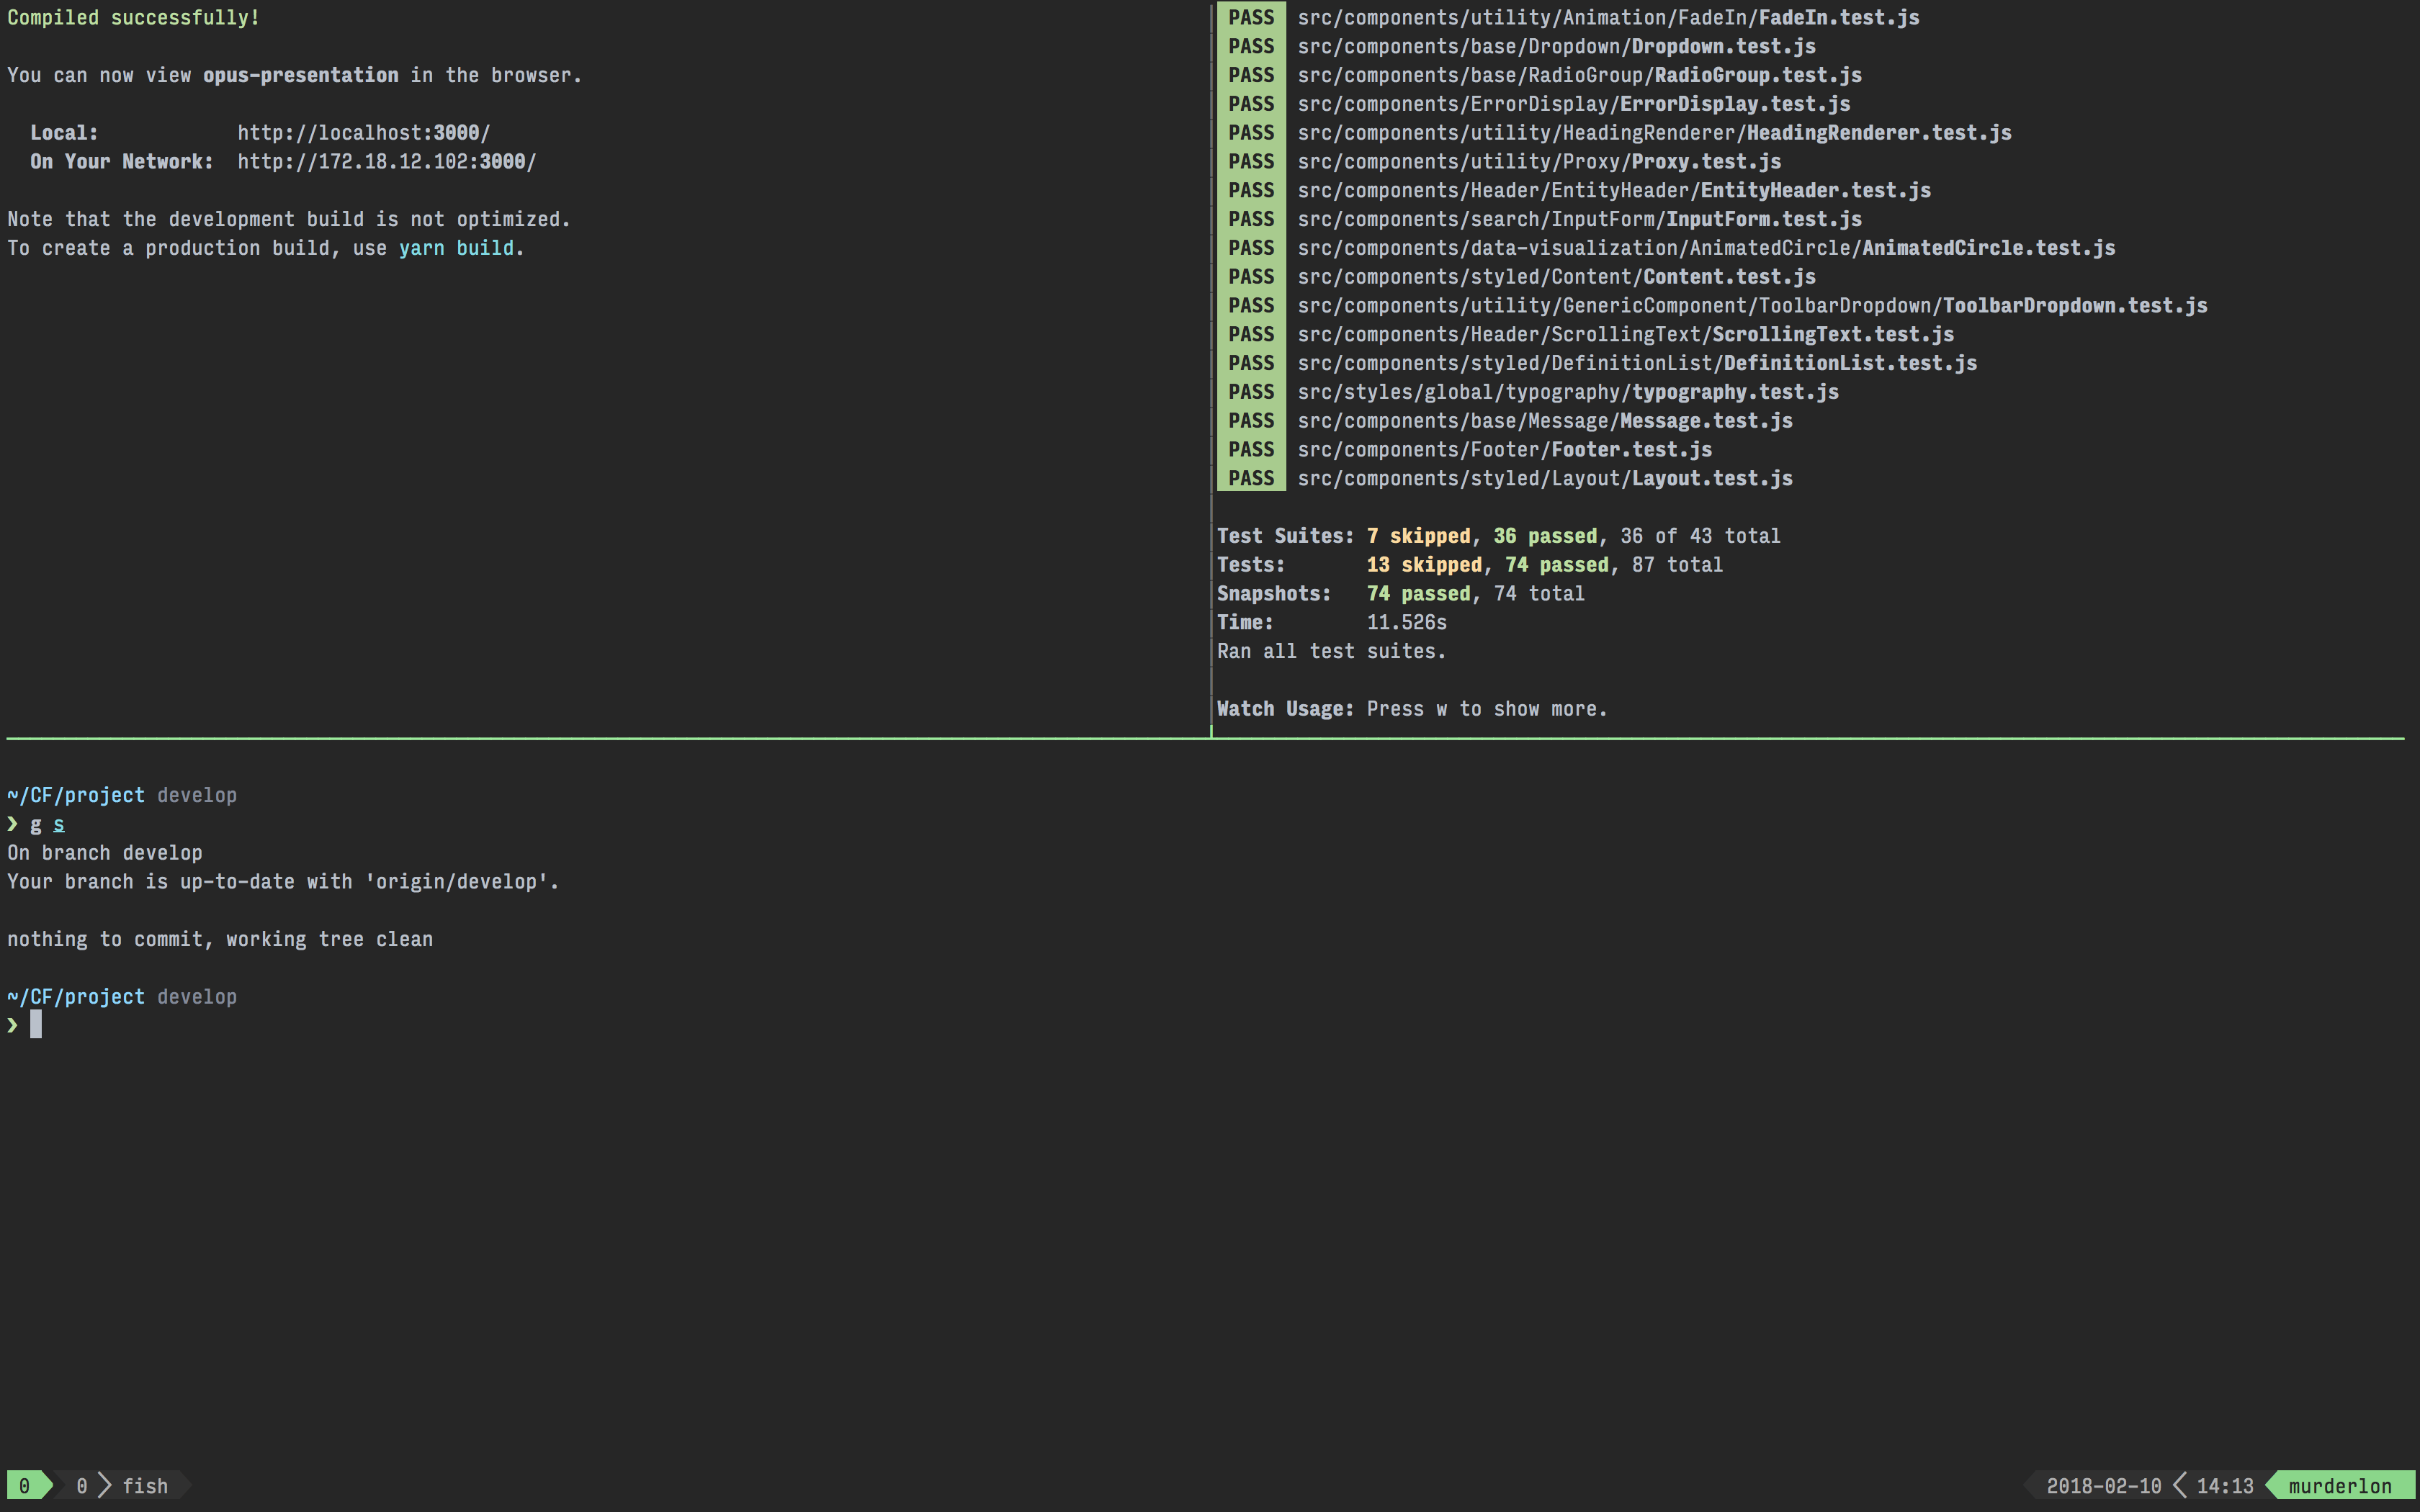 Compiled successfully!
You can now view opus-presentation in the browser.
Local: http://localhost:3000/
On Your Network: http://172.18.12.102:3000/
Note that the development build is not optimized.
To create a production build, use yarn build.
PASS src/components/utility/Animation/FadeIn/FadeIn.test.js
PASS src/components/base/Dropdown/Dropdown.test.js
PASS src/components/base/RadioGroup/RadioGroup.test.js
PASS src/components/ErrorDisplay/ErrorDisplay.test.js
PASS src/components/utility/HeadingRenderer/HeadingRenderer.test.js
PASS src/components/utility/Proxy/Proxy.test.js
PASS src/components/Header/EntityHeader/EntityHeader.test.js
PASS src/components/search/InputForm/InputForm.test.js
PASS src/components/data-visualization/AnimatedCircle/AnimatedCircle.test.js
PASS src/components/styled/Content/Content.test.js
PASS src/components/utility/GenericComponent/ToolbarDropdown/ToolbarDropdown.test.js
PASS src/components/Header/ScrollingText/ScrollingText.test.js
PASS src/components/styled/DefinitionList/DefinitionList.test.js
PASS src/styles/global/typography/typography.test.js
PASS src/components/base/Message/Message.test.js
PASS src/components/Footer/Footer.test.js
PASS src/components/styled/Layout/Layout.test.js
Test Suites: 7 skipped, 36 passed, 36 of 43 total
Tests: 13 skipped, 74 passed, 87 total
Snapshots: 74 passed, 74 total
Time: 11.526s
Ran all test suites.
Watch Usage: Press w to show more.
~/CF/project develop
❯ g s
On branch develop
Your branch is up-to-date with 'origin/develop'.
nothing to commit, working tree clean
~/CF/project develop
❯
0 0 fish 2018-02-10 14:13 murderlon